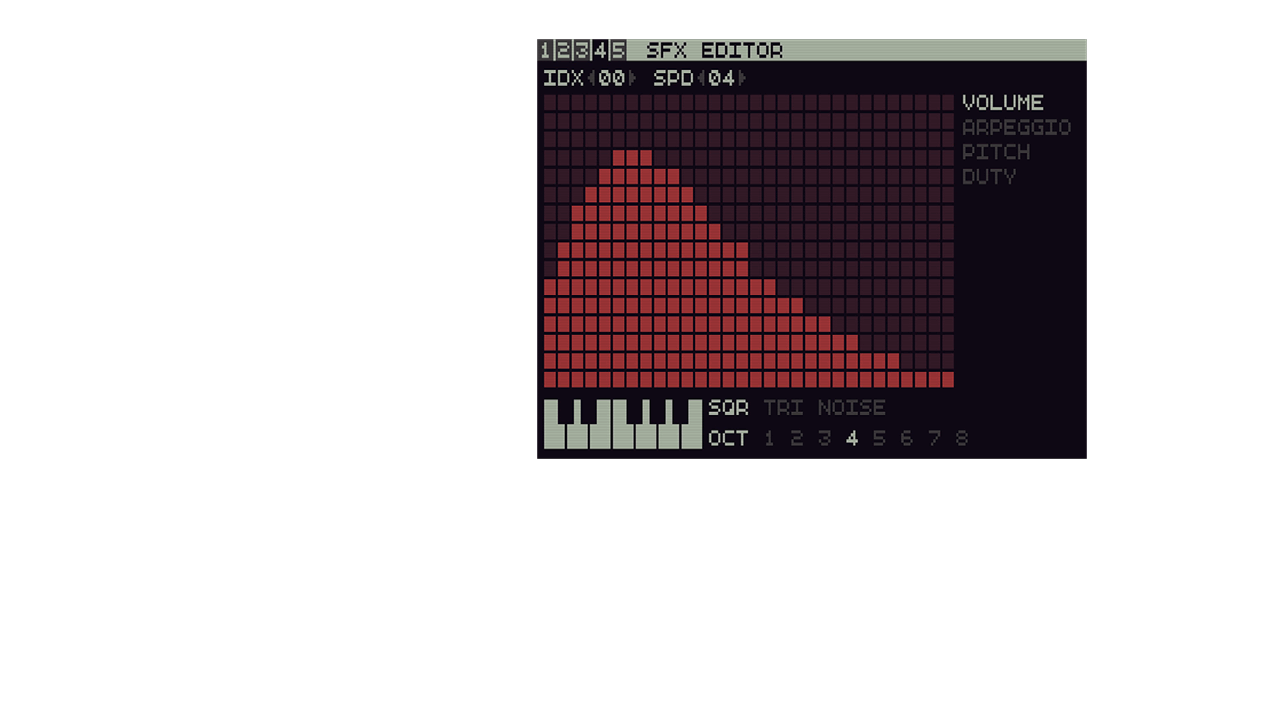 12345 SFX EDITOR
IDX 00 SPD 04
VOLUME
ARPEGGIO
PITCH
DUTY
SQR TRI NOISE
OCT 1 2 3 4 5 6 7 8